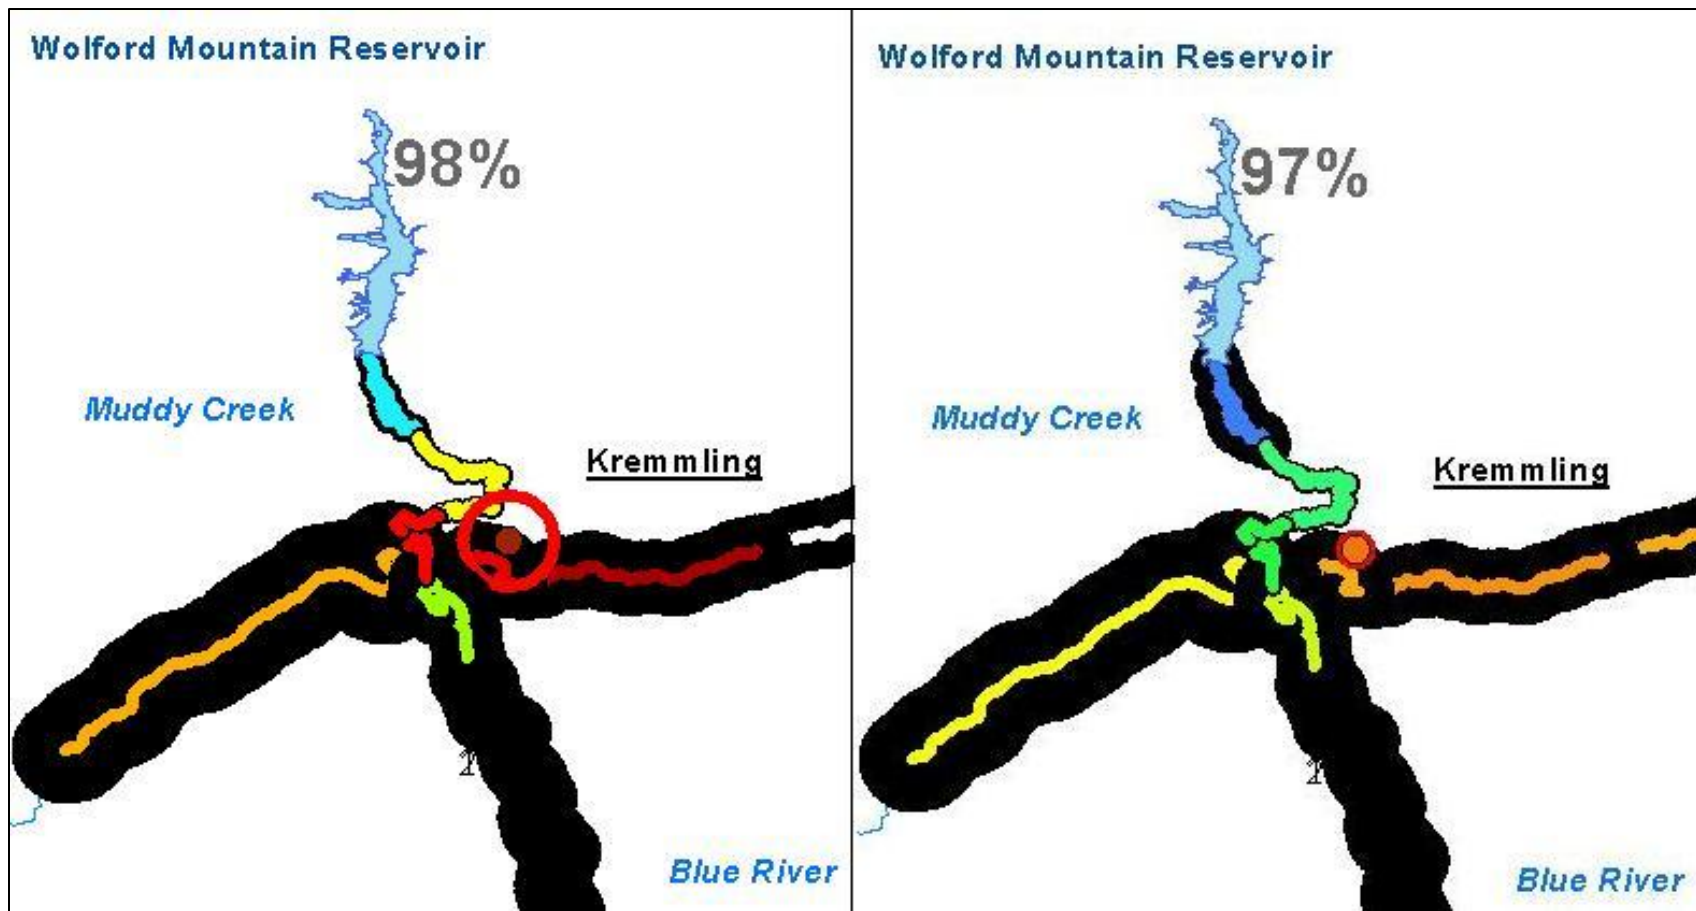 Wolford Mountain Reservoir
98%
Muddy Creek
Kremmling
Blue River
Wolford Mountain Reservoir
97%
Muddy Creek
Kremmling
Blue River